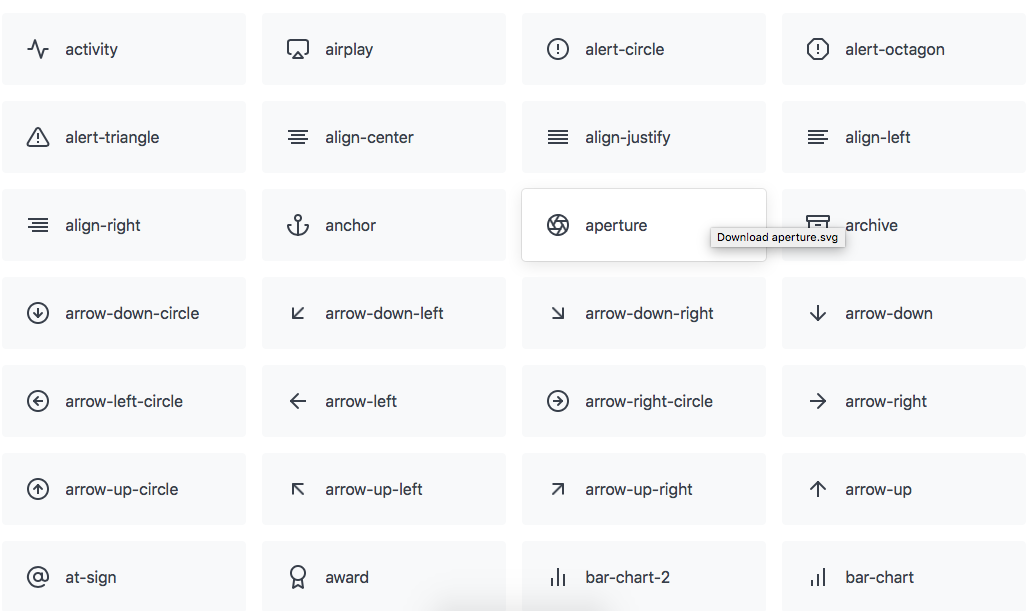 activity
airplay
alert-circle
alert-octagon
alert-triangle
align-center
align-justify
align-left
align-right
anchor
aperture
Download aperture.svg
archive
arrow-down-circle
arrow-down-left
arrow-down-right
arrow-down
arrow-left-circle
arrow-left
arrow-right-circle
arrow-right
arrow-up-circle
arrow-up-left
arrow-up-right
arrow-up
at-sign
award
bar-chart-2
bar-chart